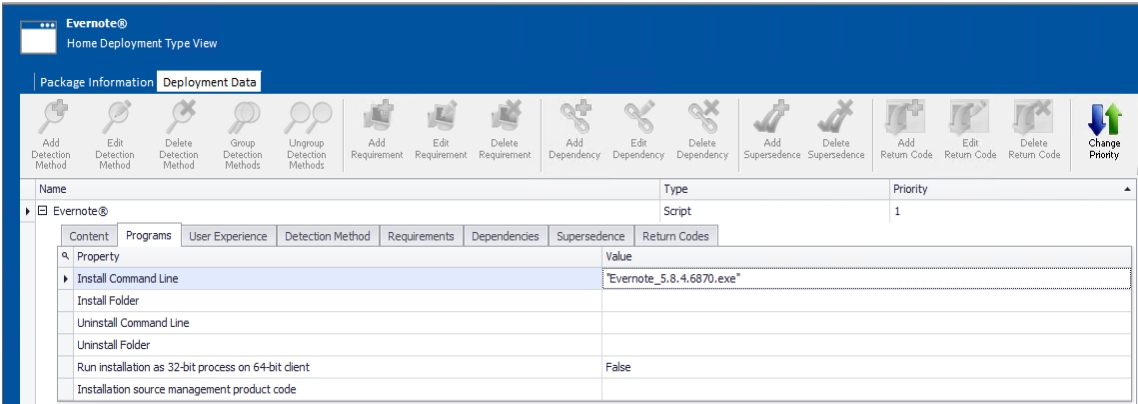 Evernote®
Home Deployment Type View
Package Information Deployment Data
Add Detection Method
Edit Detection Method
Delete Detection Method
Group Detection Methods
Ungroup Detection Methods
Add Requirement
Edit Requirement
Delete Requirement
Add Dependency
Edit Dependency
Delete Dependency
Add Supersedence
Delete Supersedence
Add Return Code
Edit Return Code
Delete Return Code
Change Priority
Name Type Priority
Evernote® Script 1
Content Programs User Experience Detection Method Requirements Dependencies Supersedence Return Codes
Property Value
Install Command Line "Evernote_5.8.4.6870.exe"
Install Folder
Uninstall Command Line
Uninstall Folder
Run installation as 32-bit process on 64-bit client False
Installation source management product code